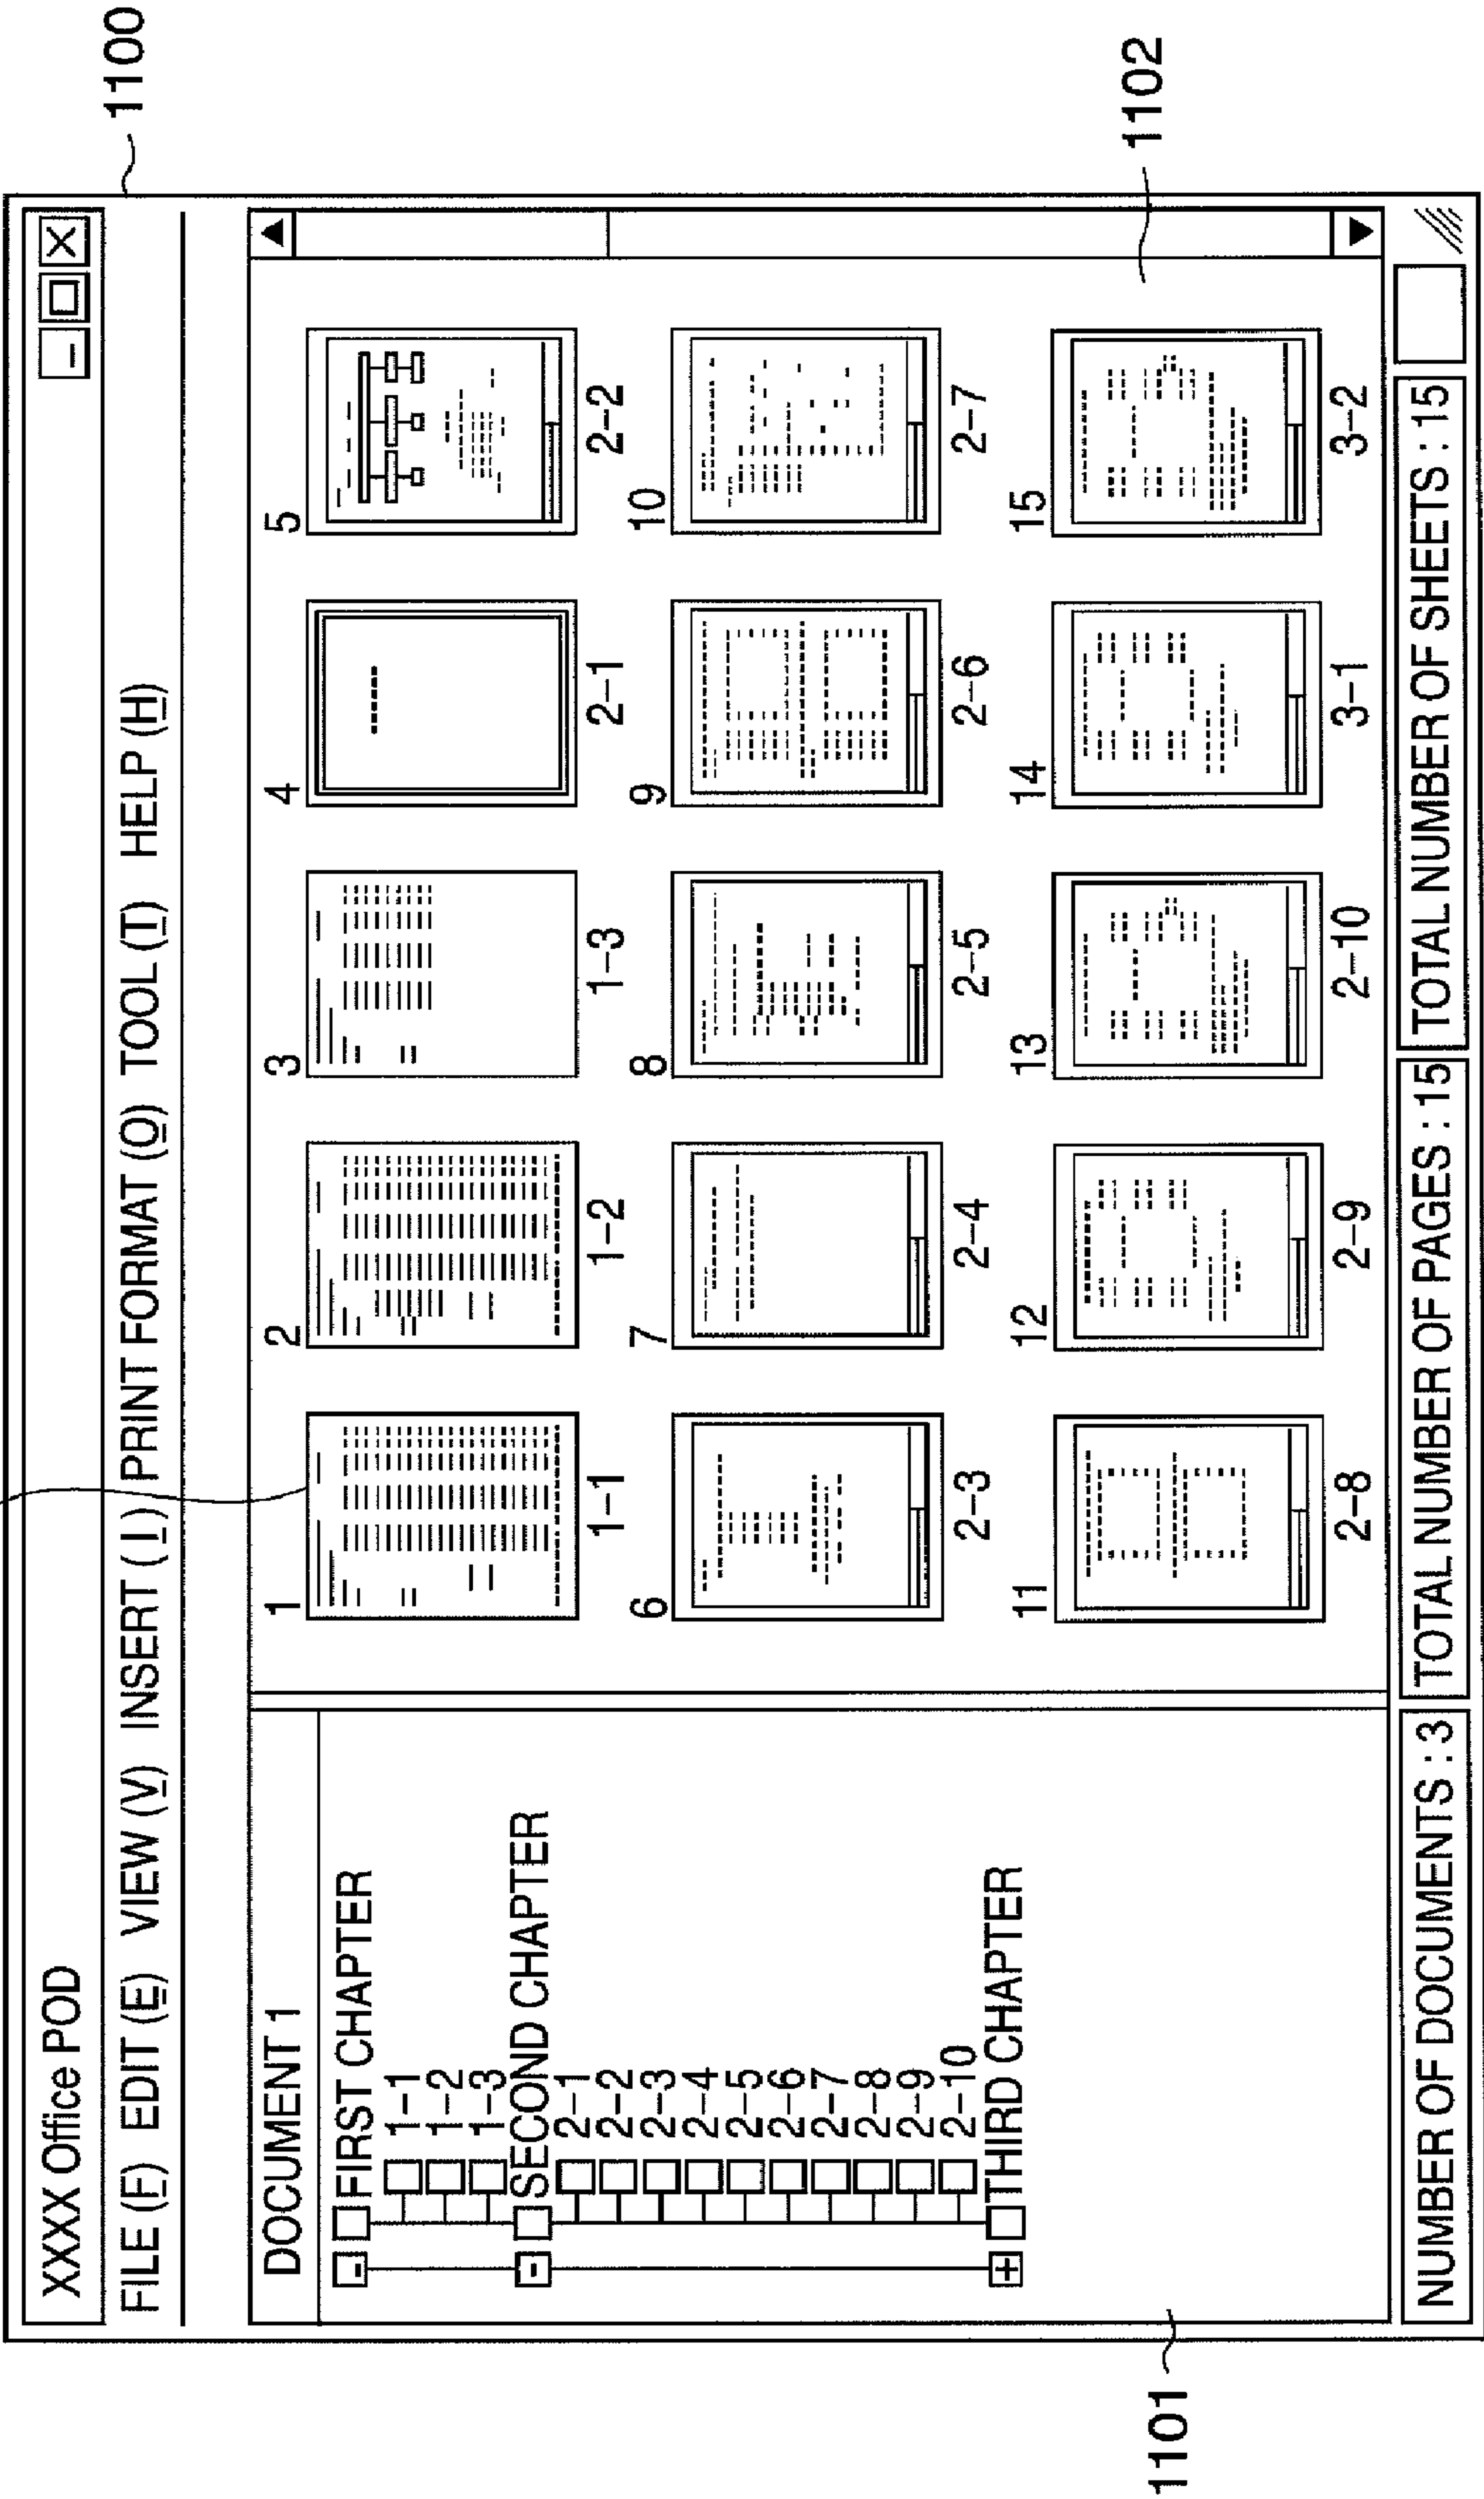 1100
XXXX Office POD
FILE (F) EDIT (E) VIEW (V) INSERT ( I ) PRINT FORMAT (O) TOOL (T) HELP (H)
DOCUMENT 1
FIRST CHAPTER
1–1
1–2
1–3
SECOND CHAPTER
2–1
2–2
2–3
2–4
2–5
2–6
2–7
2–8
2–9
2–10
THIRD CHAPTER
1 2 3 4 5
1–1 1–2 1–3 2–1 2–2
6 7 8 9 10
2–3 2–4 2–5 2–6 2–7
11 12 13 14 15
2–8 2–9 2–10 3–1 3–2
NUMBER OF DOCUMENTS : 3 TOTAL NUMBER OF PAGES : 15 TOTAL NUMBER OF SHEETS : 15
1101
1102